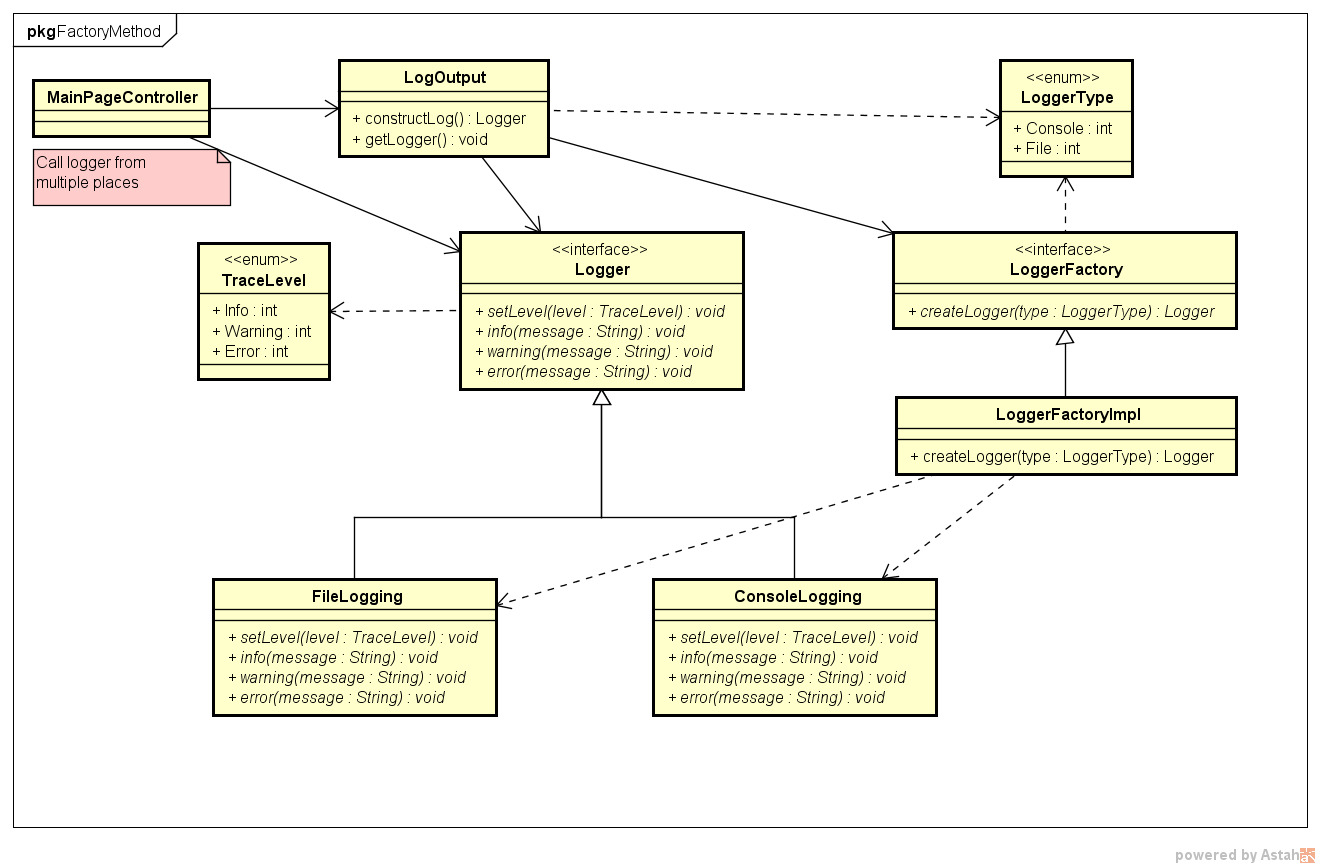 pkg FactoryMethod
MainPageController
Call logger from
multiple places
LogOutput
+ constructLog() : Logger
+ getLogger() : void
<<enum>>
LoggerType
+ Console : int
+ File : int
<<enum>>
TraceLevel
+ Info : int
+ Warning : int
+ Error : int
<<interface>>
Logger
+ setLevel(level : TraceLevel) : void
+ info(message : String) : void
+ warning(message : String) : void
+ error(message : String) : void
<<interface>>
LoggerFactory
+ createLogger(type : LoggerType) : Logger
LoggerFactoryImpl
+ createLogger(type : LoggerType) : Logger
FileLogging
+ setLevel(level : TraceLevel) : void
+ info(message : String) : void
+ warning(message : String) : void
+ error(message : String) : void
ConsoleLogging
+ setLevel(level : TraceLevel) : void
+ info(message : String) : void
+ warning(message : String) : void
+ error(message : String) : void
powered by Astah